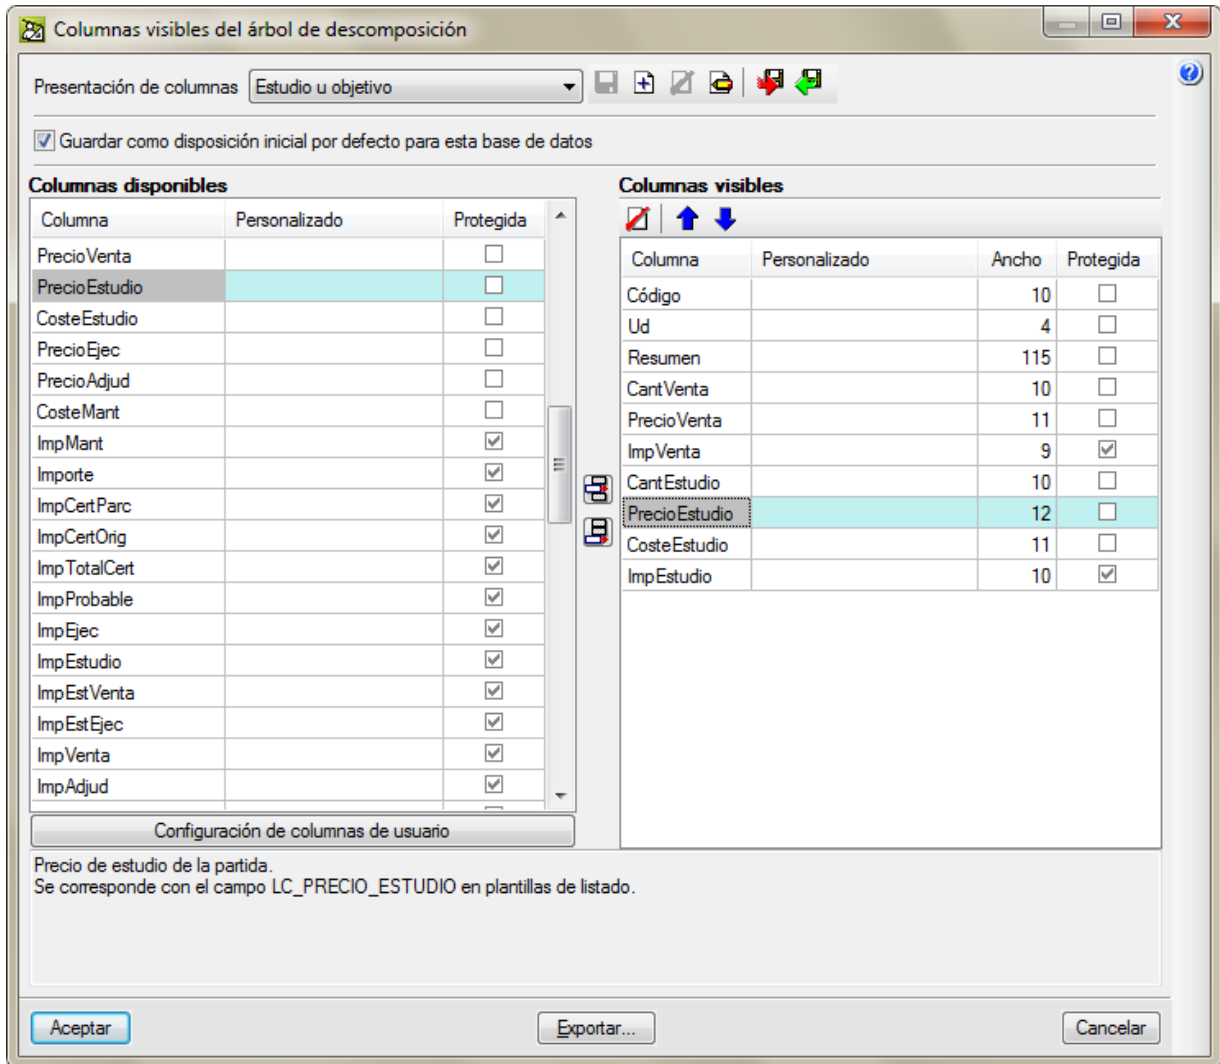 Columnas visibles del árbol de descomposición
Presentación de columnas Estudio u objetivo
Guardar como disposición inicial por defecto para esta base de datos
Columnas disponibles
Columna Personalizado Protegida
PrecioVenta
PrecioEstudio
CosteEstudio
PrecioEjec
PrecioAdjud
CosteMant
ImpMant
Importe
ImpCertParc
ImpCertOrig
ImpTotalCert
ImpProbable
ImpEjec
ImpEstudio
ImpEstVenta
ImpEstEjec
ImpVenta
ImpAdjud
Configuración de columnas de usuario
Columnas visibles
Columna Personalizado Ancho Protegida
Código 10
Ud 4
Resumen 115
CantVenta 10
PrecioVenta 11
ImpVenta 9
CantEstudio 10
PrecioEstudio 12
CosteEstudio 11
ImpEstudio 10
Precio de estudio de la partida.
Se corresponde con el campo LC_PRECIO_ESTUDIO en plantillas de listado.
Aceptar Exportar... Cancelar